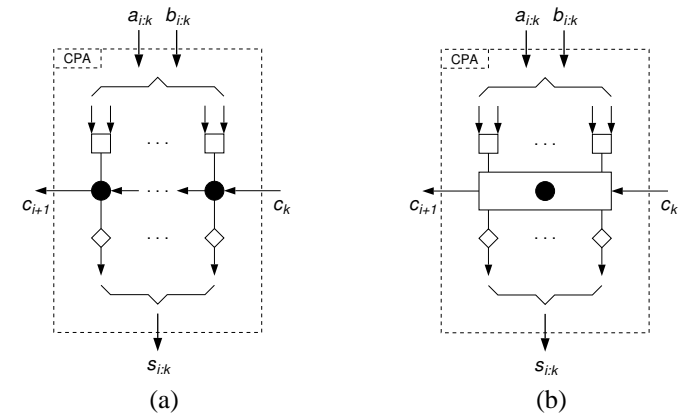 a_{i:k} b_{i:k}
CPA
. . . 
c_{i+1} . . . c_k
. . .
s_{i:k}
(a)
a_{i:k} b_{i:k}
CPA
. . .
c_{i+1} c_k
. . .
s_{i:k}
(b)